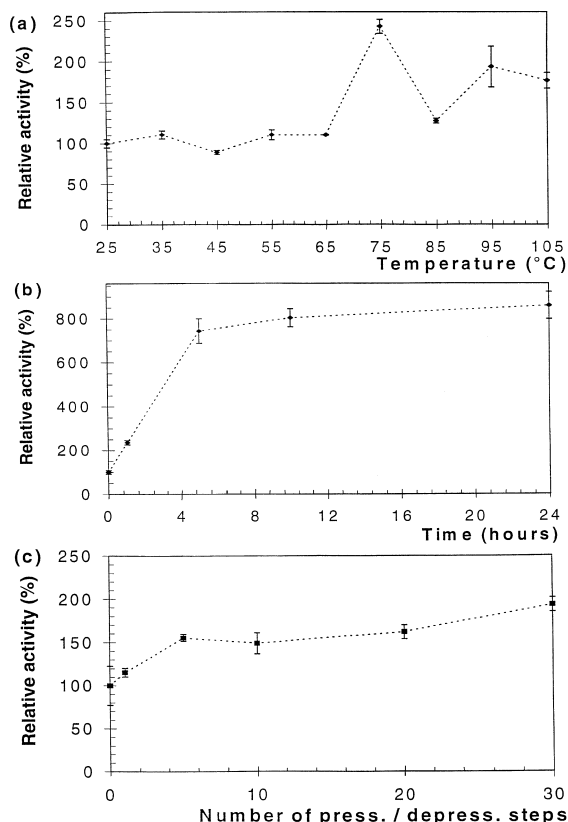 (a)
Relative activity (%)
250
200
150
100
50
0
25 35 45 55 65 75 85 95 105
Temperature (°C)
(b)
Relative activity (%)
800
600
400
200
0
0 4 8 12 16 20 24
Time (hours)
(c)
Relative activity (%)
250
200
150
100
50
0
0 10 20 30
Number of press. / depress. steps